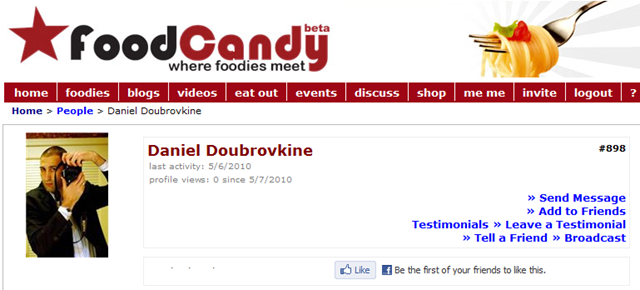 FoodCandy beta
where foodies meet
home foodies blogs videos eat out events discuss shop me me invite logout ?
Home > People > Daniel Doubrovkine
Daniel Doubrovkine #898
last activity: 5/6/2010
profile views: 0 since 5/7/2010
» Send Message
» Add to Friends
Testimonials » Leave a Testimonial
» Tell a Friend » Broadcast
Like Be the first of your friends to like this.